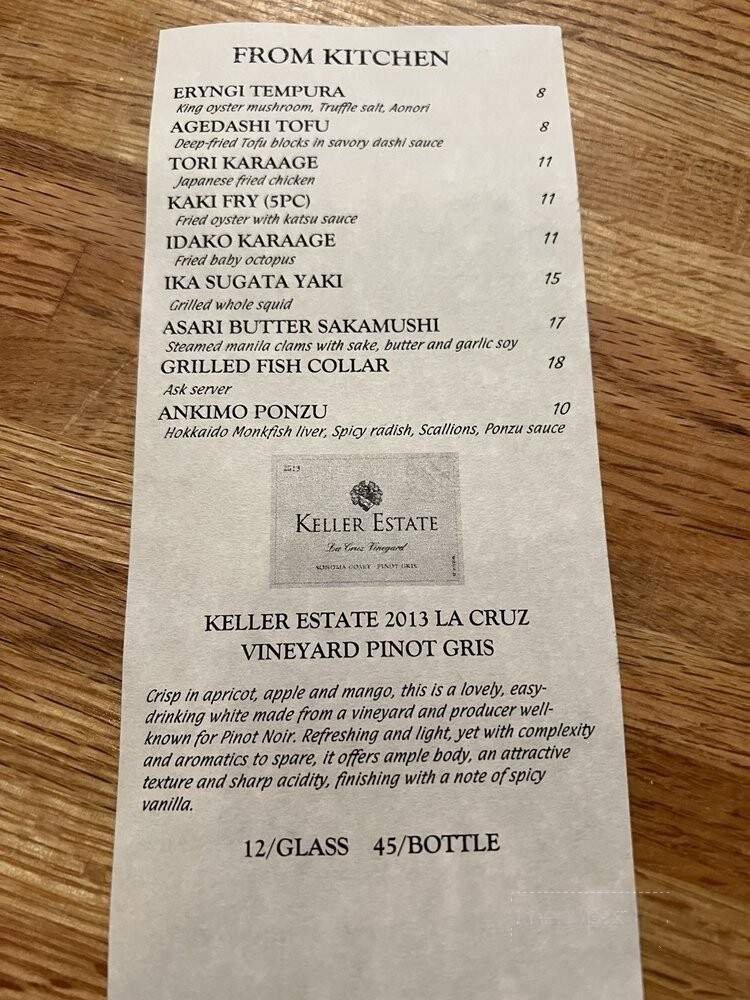 FROM KITCHEN
ERYNGI TEMPURA 8
King oyster mushroom, Truffle salt, Aonori
AGEDASHI TOFU 8
Deep-fried Tofu blocks in savory dashi sauce
TORI KARAAGE 11
Japanese fried chicken
KAKI FRY (5PC) 11
Fried oyster with katsu sauce
IDAKO KARAAGE 11
Fried baby octopus
IKA SUGATA YAKI 15
Grilled whole squid
ASARI BUTTER SAKAMUSHI 17
Steamed manila clams with sake, butter and garlic soy
GRILLED FISH COLLAR 18
Ask server
ANKIMO PONZU 10
Hokkaido Monkfish liver, Spicy radish, Scallions, Ponzu sauce
2013
KELLER ESTATE
La Cruz Vineyard
SONOMA COAST PINOT GRIS
KELLER ESTATE 2013 LA CRUZ
VINEYARD PINOT GRIS
Crisp in apricot, apple and mango, this is a lovely, easy-
drinking white made from a vineyard and producer well-
known for Pinot Noir. Refreshing and light, yet with complexity
and aromatics to spare, it offers ample body, an attractive
texture and sharp acidity, finishing with a note of spicy
vanilla.
12/GLASS 45/BOTTLE